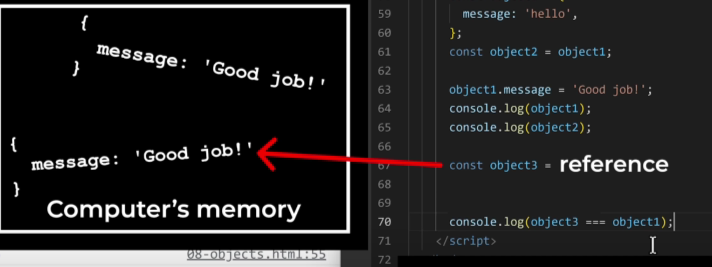 {
message: 'Good job!'
}
{
message: 'Good job!'
}
Computer's memory
08-objects.html:55
59 message: 'hello',
60 };
61 const object2 = object1;
62
63 object1.message = 'Good job!';
64 console.log(object1);
65 console.log(object2);
66
67 const object3 = reference
68
69
70 console.log(object3 === object1);
71 </script>
72